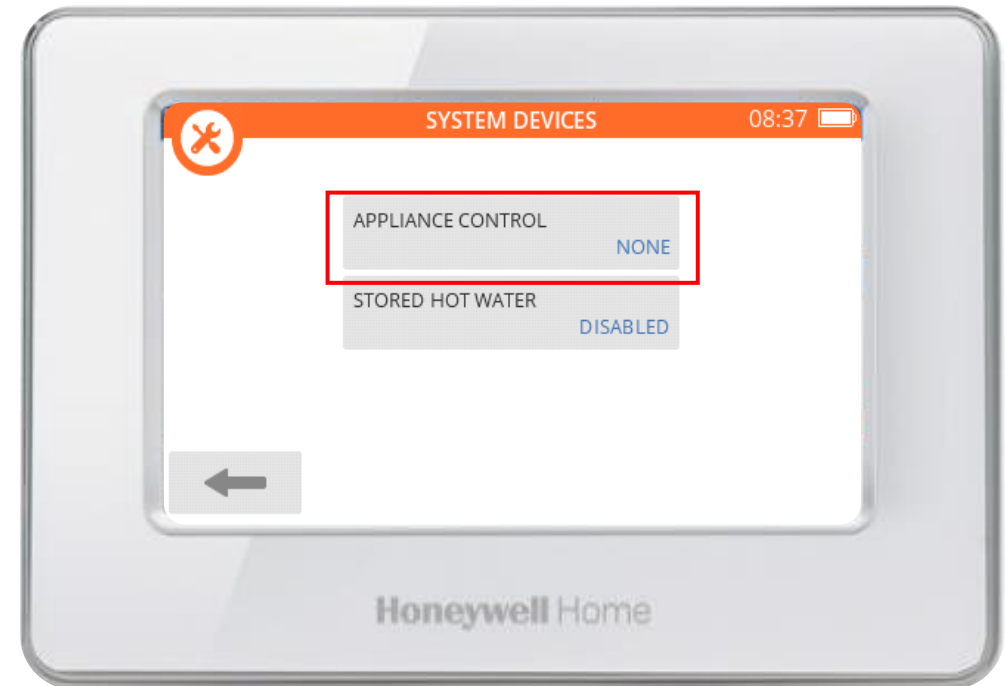 SYSTEM DEVICES 08:37
APPLIANCE CONTROL
NONE
STORED HOT WATER
DISABLED
Honeywell Home